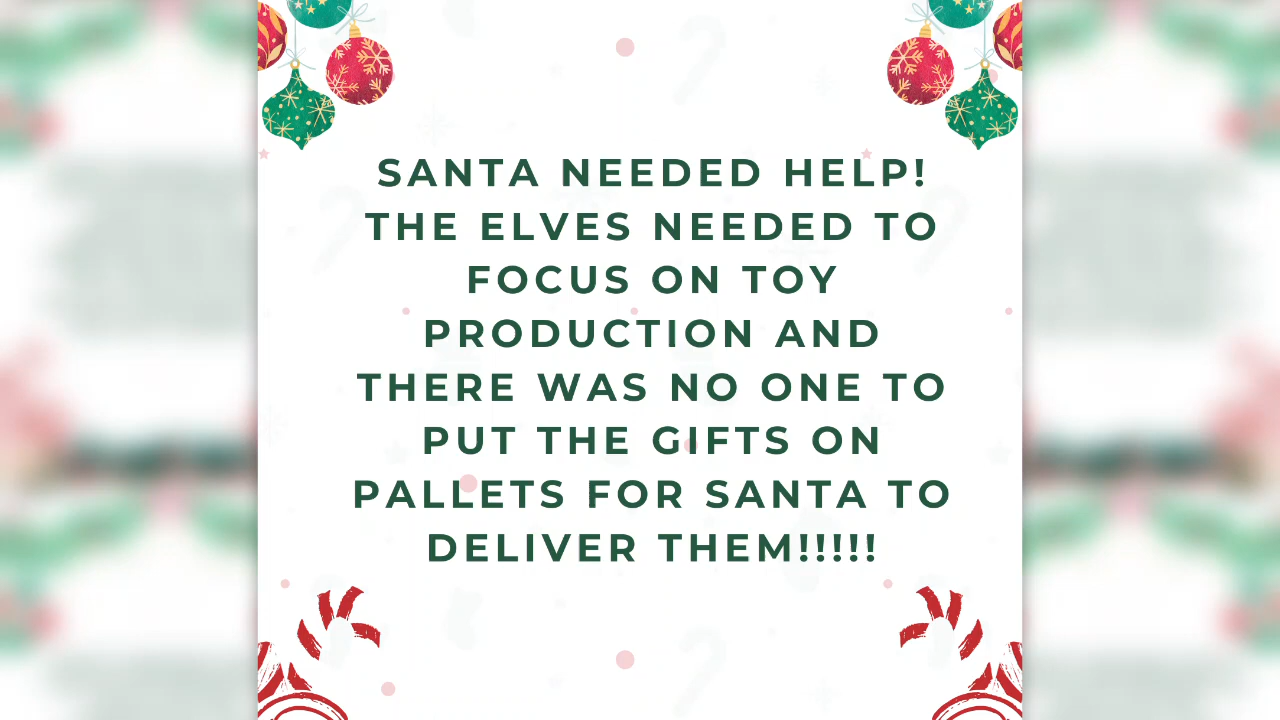 SANTA NEEDED HELP!
THE ELVES NEEDED TO
FOCUS ON TOY
PRODUCTION AND
THERE WAS NO ONE TO
PUT THE GIFTS ON
PALLETS FOR SANTA TO
DELIVER THEM!!!!!